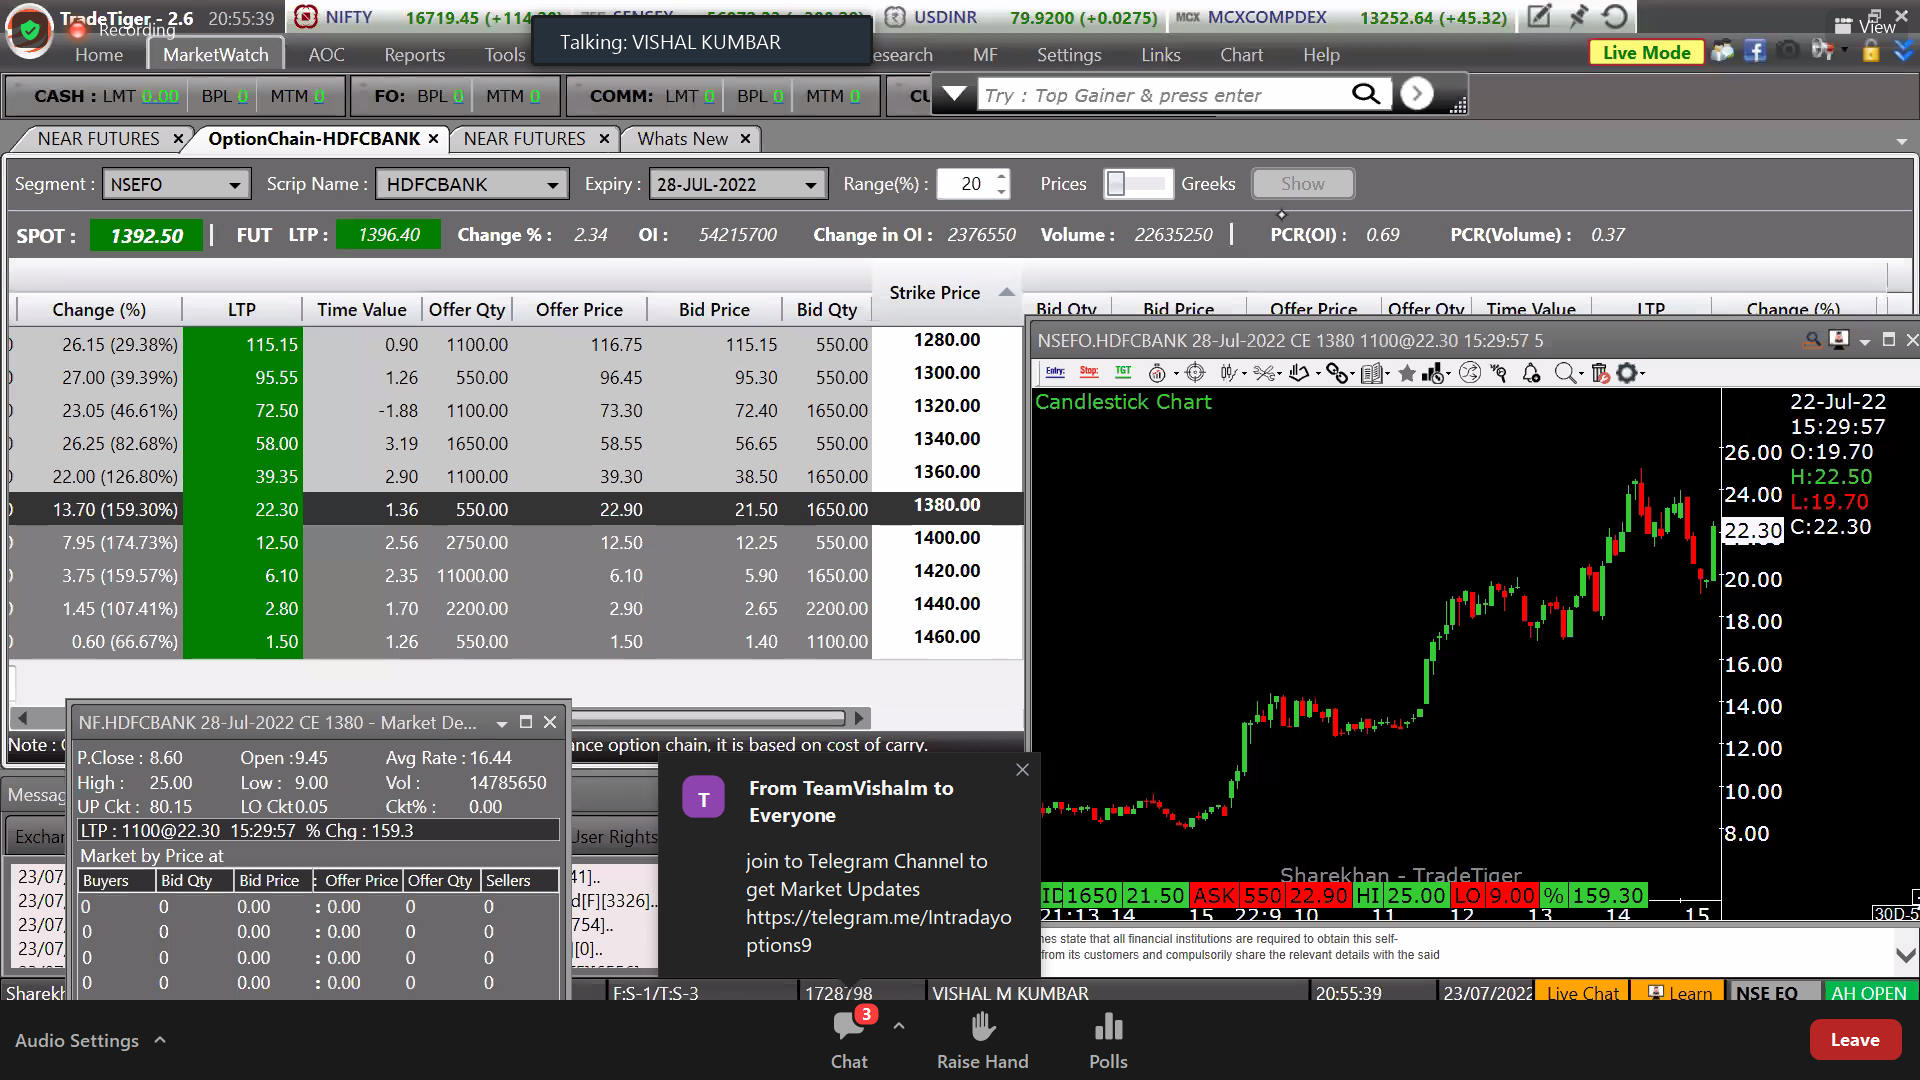 TradeTiger - 2.6
20:55:39
NIFTY
16719.45 (+114.
USDINR
79.9200 (+0.0275)
MCX
MCXCOMPDEX
13252.64 (+45.32)
Recording
View
Talking: VISHAL KUMBAR
Home
MarketWatch
AOC
Reports
Tools
esearch
MF
Settings
Links
Chart
Help
Live Mode
CASH : LMT 0.00
BPL 0
MTM 0
FO: BPL 0
MTM 0
COMM: LMT 0
BPL 0
MTM 0
Try : Top Gainer & press enter
NEAR FUTURES
OptionChain-HDFCBANK
NEAR FUTURES
Whats New
Segment : NSEFO
Scrip Name : HDFCBANK
Expiry : 28-JUL-2022
Range(%) : 20
Prices
Greeks
Show
SPOT : 1392.50 | FUT LTP : 1396.40 Change % : 2.34 OI : 54215700 Change in OI : 2376550 Volume : 22635250 | PCR(OI) : 0.69 PCR(Volume) : 0.37
Strike Price
Change (%) LTP Time Value Offer Qty Offer Price Bid Price Bid Qty
Bid Qty Bid Price Offer Price Offer Qty Time Value LTP Change (%)
26.15 (29.38%) 115.15 0.90 1100.00 116.75 115.15 550.00 1280.00
27.00 (39.39%) 95.55 1.26 550.00 96.45 95.30 550.00 1300.00
23.05 (46.61%) 72.50 -1.88 1100.00 73.30 72.40 1650.00 1320.00
26.25 (82.68%) 58.00 3.19 1650.00 58.55 56.65 550.00 1340.00
22.00 (126.80%) 39.35 2.90 1100.00 39.30 38.50 1650.00 1360.00
13.70 (159.30%) 22.30 1.36 550.00 22.90 21.50 1650.00 1380.00
7.95 (174.73%) 12.50 2.56 2750.00 12.50 12.25 550.00 1400.00
3.75 (159.57%) 6.10 2.35 11000.00 6.10 5.90 1650.00 1420.00
1.45 (107.41%) 2.80 1.70 2200.00 2.90 2.65 2200.00 1440.00
0.60 (66.67%) 1.50 1.26 550.00 1.50 1.40 1100.00 1460.00
NSEFO.HDFCBANK 28-Jul-2022 CE 1380 1100@22.30 15:29:57 5
Entry: Stop: TGT
Candlestick Chart
22-Jul-22
15:29:57
O:19.70
H:22.50
L:19.70
C:22.30
26.00
24.00
22.30
20.00
18.00
16.00
14.00
12.00
10.00
8.00
Sharekhan - TradeTiger
ID 1650 21.50 ASK 550 22.90 HI 25.00 LO 9.00 % 159.30
21:13 14 15 22:9 10 11 12 13 14 15
NF.HDFCBANK 28-Jul-2022 CE 1380 - Market De...
P.Close : 8.60 Open :9.45 Avg Rate : 16.44
High : 25.00 Low : 9.00 Vol : 14785650
UP Ckt : 80.15 LO Ckt0.05 Ckt% : 0.00
LTP : 1100@22.30 15:29:57 % Chg : 159.3
Market by Price at
Buyers Bid Qty Bid Price : Offer Price Offer Qty Sellers
0 0 0.00 : 0.00 0 0
0 0 0.00 : 0.00 0 0
0 0 0.00 : 0.00 0 0
0 0 0.00 : 0.00 0 0
Note :
ance option chain, it is based on cost of carry.
Messag
Exchan
User Rights
23/07/
41]..
23/07/
d[F][3326]..
23/07/
754]..
23/07/
][0]..
From TeamVishalm to
Everyone
join to Telegram Channel to
get Market Updates
https://telegram.me/Intradayo
ptions9
nes state that all financial institutions are required to obtain this self-
from its customers and compulsorily share the relevant details with the said
Sharekh
F:S-1/T:S-3
1728798
VISHAL M KUMBAR
20:55:39
23/07/2022
Live Chat
Learn
NSE EQ
AH OPEN
Audio Settings
3
Chat
Raise Hand
Polls
Leave